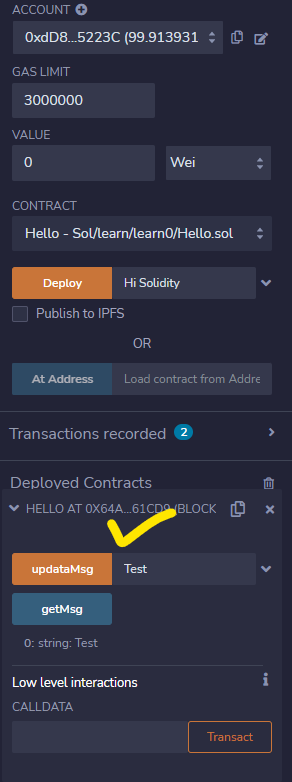 ACCOUNT
0xdD8...5223C (99.913931
GAS LIMIT
3000000
VALUE
0 Wei
CONTRACT
Hello - Sol/learn/learn0/Hello.sol
Deploy Hi Solidity
Publish to IPFS
OR
At Address Load contract from Addre
Transactions recorded 2
Deployed Contracts
HELLO AT 0X64A...61CD9 (BLOCK
updataMsg Test
getMsg
0: string: Test
Low level interactions
CALLDATA
Transact